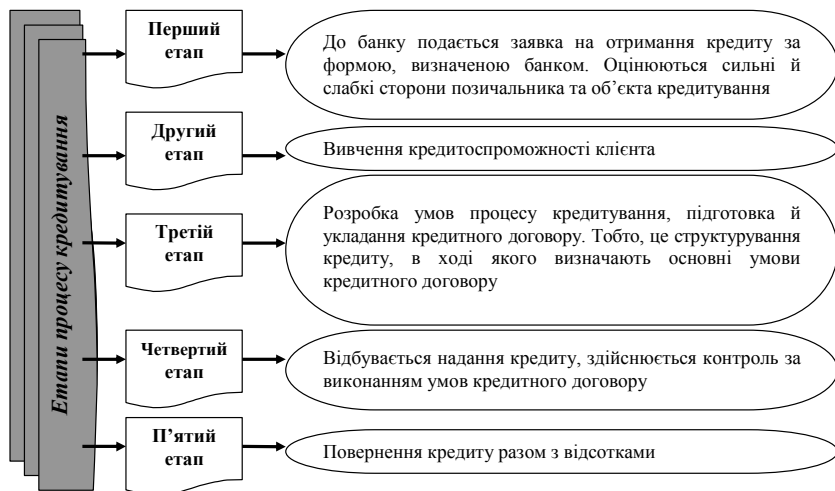 Етапи процесу кредитування
Перший
етап
До банку подається заявка на отримання кредиту за
формою, визначеною банком. Оцінюються сильні й
слабкі сторони позичальника та об’єкта кредитування
Другий
етап
Вивчення кредитоспроможності клієнта
Третій
етап
Розробка умов процесу кредитування, підготовка й
укладання кредитного договору. Тобто, це структурування
кредиту, в ході якого визначають основні умови
кредитного договору
Четвертий
етап
Відбувається надання кредиту, здійснюється контроль за
виконанням умов кредитного договору
П’ятий
етап
Повернення кредиту разом з відсотками